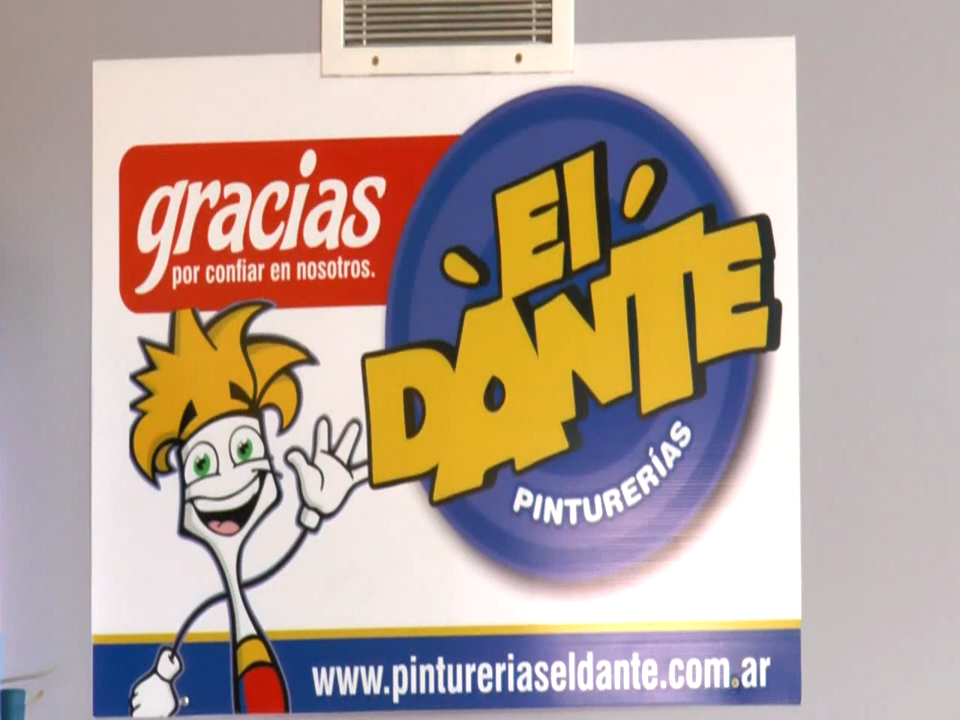 gracias
por confiar en nosotros.
El
DANTE
PINTURERÍAS
www.pintureriaseldante.com.ar